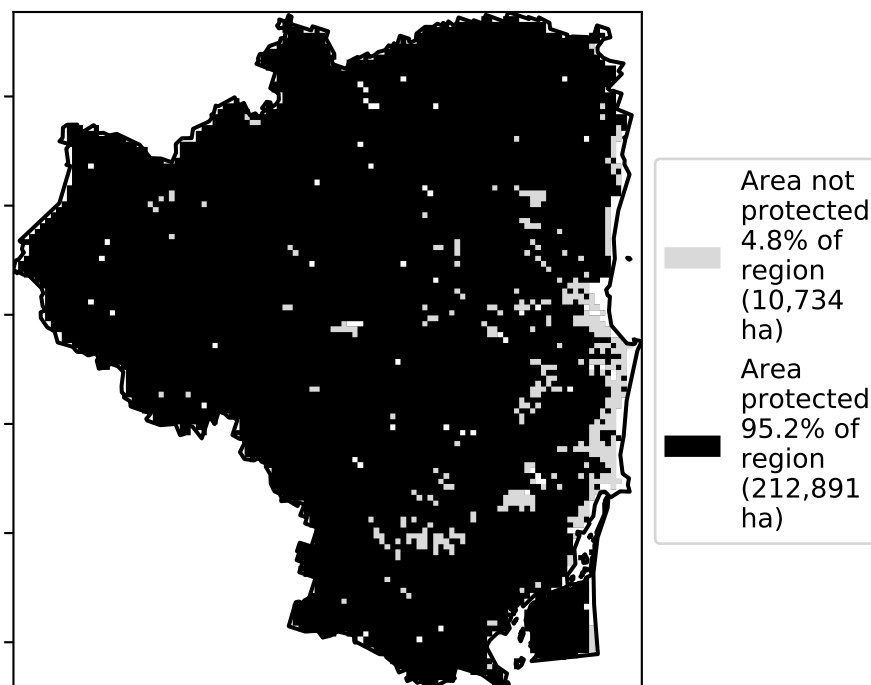 Area not
protected
4.8% of
region
(10,734
ha)
Area
protected
95.2% of
region
(212,891
ha)